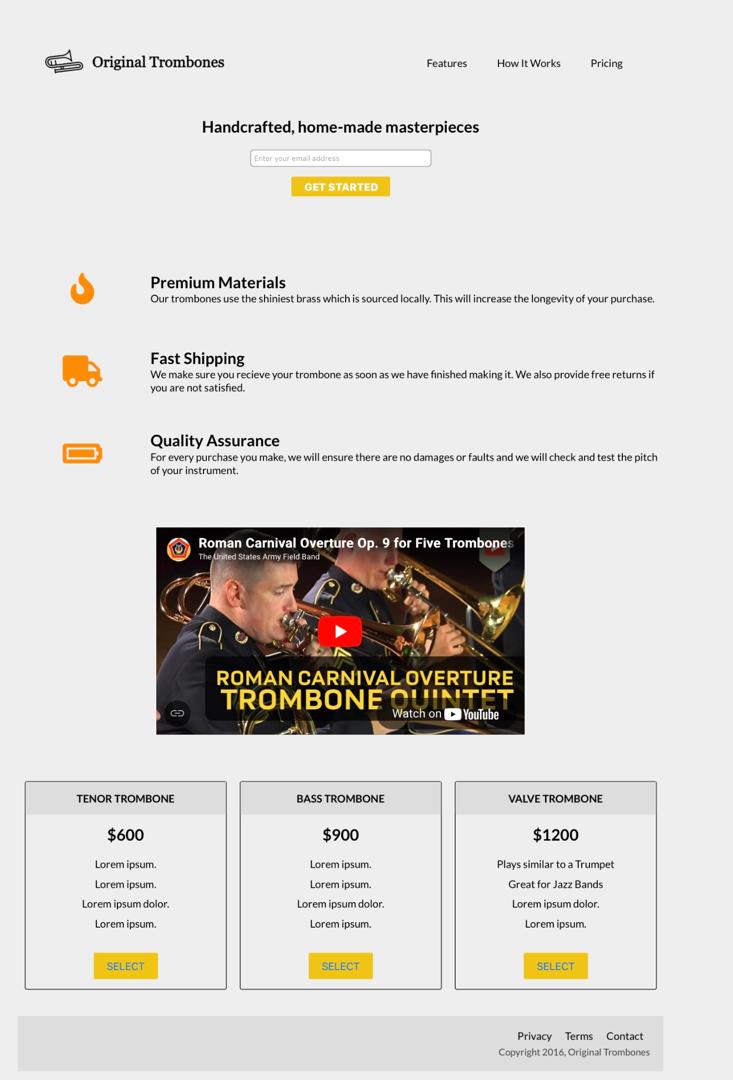 Original Trombones
Features How It Works Pricing
Handcrafted, home-made masterpieces
Enter your email address
GET STARTED
Premium Materials
Our trombones use the shiniest brass which is sourced locally. This will increase the longevity of your purchase.
Fast Shipping
We make sure you recieve your trombone as soon as we have finished making it. We also provide free returns if
you are not satisfied.
Quality Assurance
For every purchase you make, we will ensure there are no damages or faults and we will check and test the pitch
of your instrument.
Roman Carnival Overture Op. 9 for Five Trombones
The United States Army Field Band
ROMAN CARNIVAL OVERTURE
TROMBONE QUINTET
Watch on YouTube
TENOR TROMBONE
$600
Lorem ipsum.
Lorem ipsum.
Lorem ipsum dolor.
Lorem ipsum.
SELECT
BASS TROMBONE
$900
Lorem ipsum.
Lorem ipsum.
Lorem ipsum dolor.
Lorem ipsum.
SELECT
VALVE TROMBONE
$1200
Plays similar to a Trumpet
Great for Jazz Bands
Lorem ipsum dolor.
Lorem ipsum.
SELECT
Privacy Terms Contact
Copyright 2016, Original Trombones